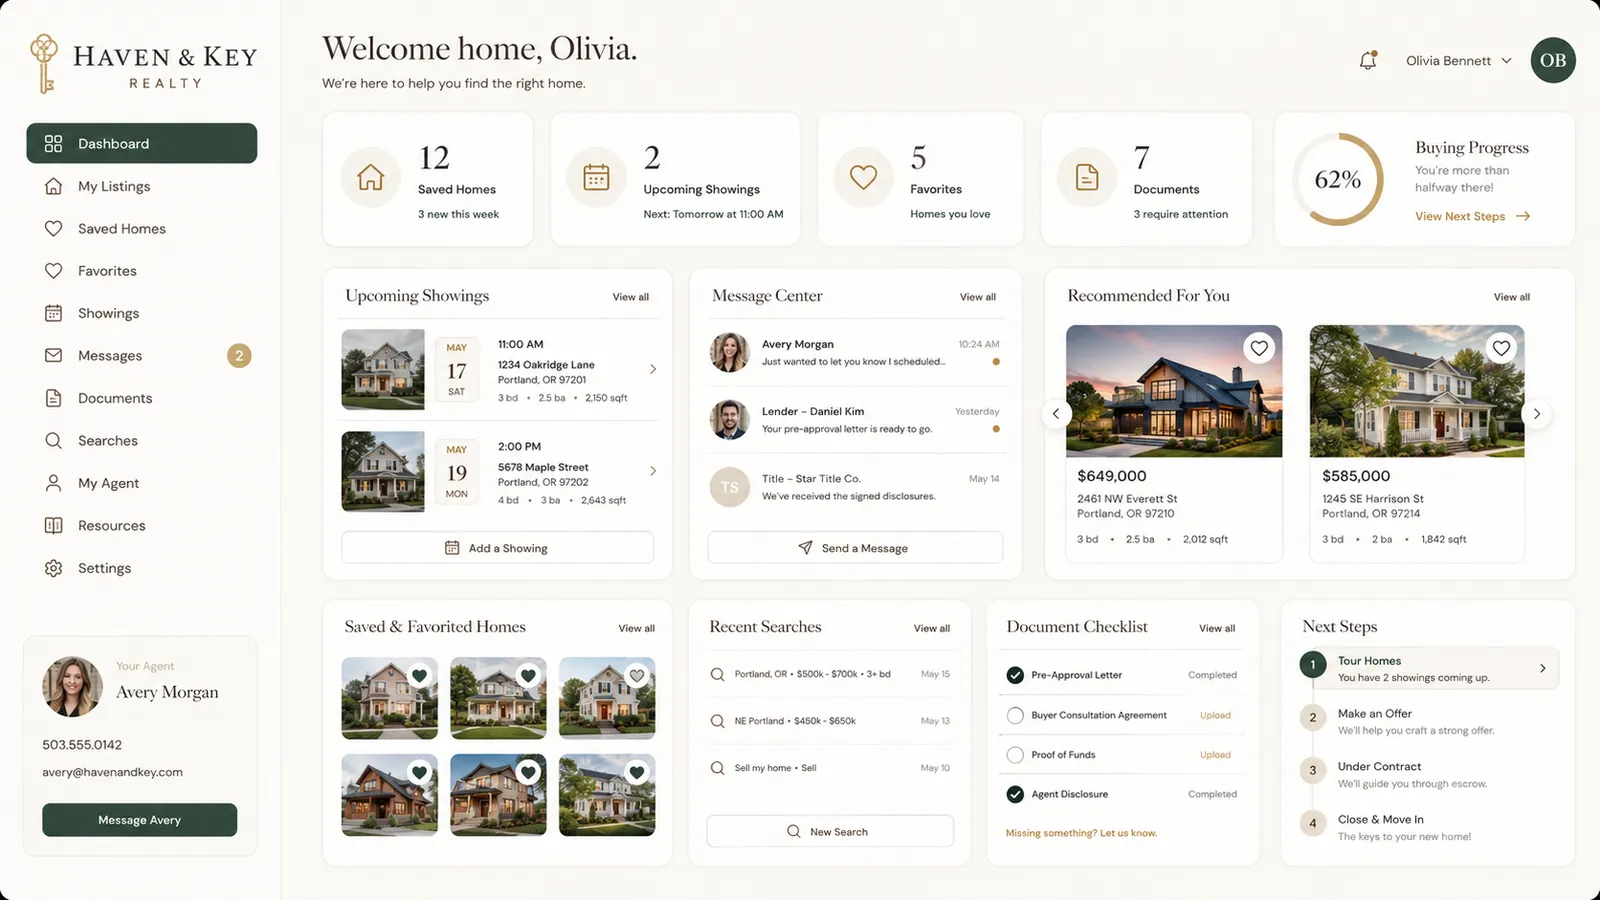 HAVEN & KEY
REALTY
Dashboard
My Listings
Saved Homes
Favorites
Showings
Messages
2
Documents
Searches
My Agent
Resources
Settings
Your Agent
Avery Morgan
503.555.0142
avery@havenandkey.com
Message Avery
Welcome home, Olivia.
We're here to help you find the right home.
Olivia Bennett
OB
12
Saved Homes
3 new this week
2
Upcoming Showings
Next: Tomorrow at 11:00 AM
5
Favorites
Homes you love
7
Documents
3 require attention
62%
Buying Progress
You're more than
halfway there!
View Next Steps
Upcoming Showings
View all
MAY
17
SAT
11:00 AM
1234 Oakridge Lane
Portland, OR 97201
3 bd • 2.5 ba • 2,150 sqft
MAY
19
MON
2:00 PM
5678 Maple Street
Portland, OR 97202
4 bd • 3 ba • 2,643 sqft
Add a Showing
Message Center
View all
Avery Morgan
10:24 AM
Just wanted to let you know I scheduled...
Lender – Daniel Kim
Yesterday
Your pre-approval letter is ready to go.
TS
Title – Star Title Co.
May 14
We've received the signed disclosures.
Send a Message
Recommended For You
View all
$649,000
2461 NW Everett St
Portland, OR 97210
3 bd • 2.5 ba • 2,012 sqft
$585,000
1245 SE Harrison St
Portland, OR 97214
3 bd • 2 ba • 1,842 sqft
Saved & Favorited Homes
View all
Recent Searches
View all
Portland, OR • $500k - $700k • 3+ bd
May 15
NE Portland • $450k - $650k
May 13
Sell my home • Sell
May 10
New Search
Document Checklist
View all
Pre-Approval Letter
Completed
Buyer Consultation Agreement
Upload
Proof of Funds
Upload
Agent Disclosure
Completed
Missing something? Let us know.
Next Steps
1
Tour Homes
You have 2 showings coming up.
2
Make an Offer
We'll help you craft a strong offer.
3
Under Contract
We'll guide you through escrow.
4
Close & Move In
The keys to your new home!